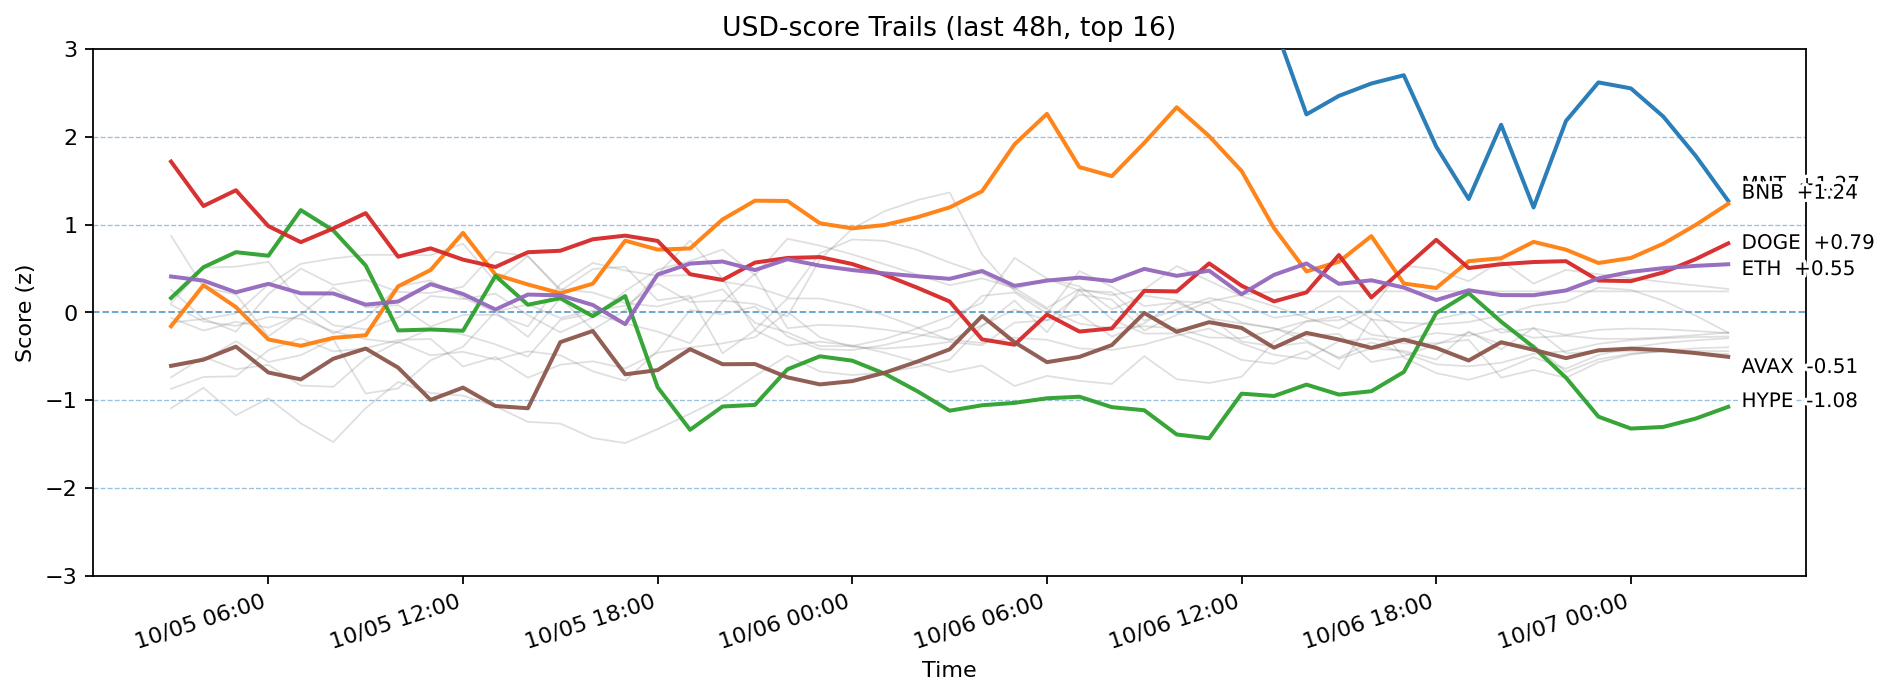 USD-score Trails (last 48h, top 16)
Score (z)
3
2
1
0
−1
−2
−3
MNT +1.27
BNB +1.24
DOGE +0.79
ETH +0.55
AVAX -0.51
HYPE -1.08
10/05 06:00
10/05 12:00
10/05 18:00
10/06 00:00
10/06 06:00
10/06 12:00
10/06 18:00
10/07 00:00
Time